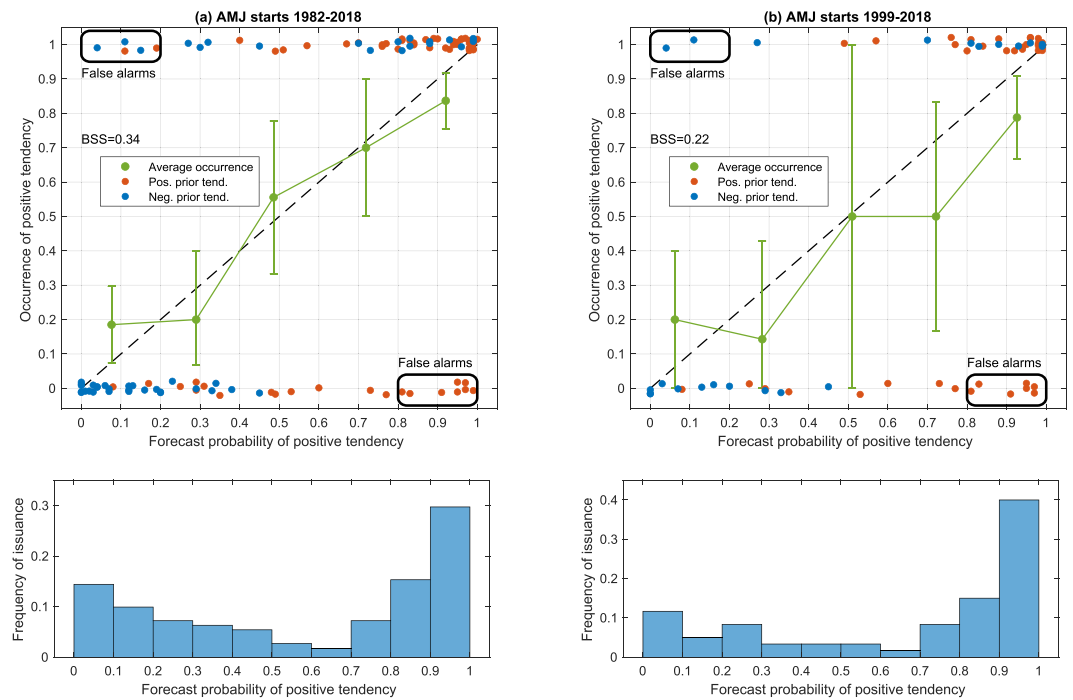 (a) AMJ starts 1982-2018
1
0.9
0.8
0.7
0.6
0.5
0.4
0.3
0.2
0.1
0
Occurrence of positive tendency
False alarms
BSS=0.34
Average occurrence
Pos. prior tend.
Neg. prior tend.
False alarms
0 0.1 0.2 0.3 0.4 0.5 0.6 0.7 0.8 0.9 1
Forecast probability of positive tendency
(b) AMJ starts 1999-2018
1
0.9
0.8
0.7
0.6
0.5
0.4
0.3
0.2
0.1
0
Occurrence of positive tendency
False alarms
BSS=0.22
Average occurrence
Pos. prior tend.
Neg. prior tend.
False alarms
0 0.1 0.2 0.3 0.4 0.5 0.6 0.7 0.8 0.9 1
Forecast probability of positive tendency
0.3
0.2
0.1
0
Frequency of issuance
0 0.1 0.2 0.3 0.4 0.5 0.6 0.7 0.8 0.9 1
Forecast probability of positive tendency
0.4
0.3
0.2
0.1
0
Frequency of issuance
0 0.1 0.2 0.3 0.4 0.5 0.6 0.7 0.8 0.9 1
Forecast probability of positive tendency